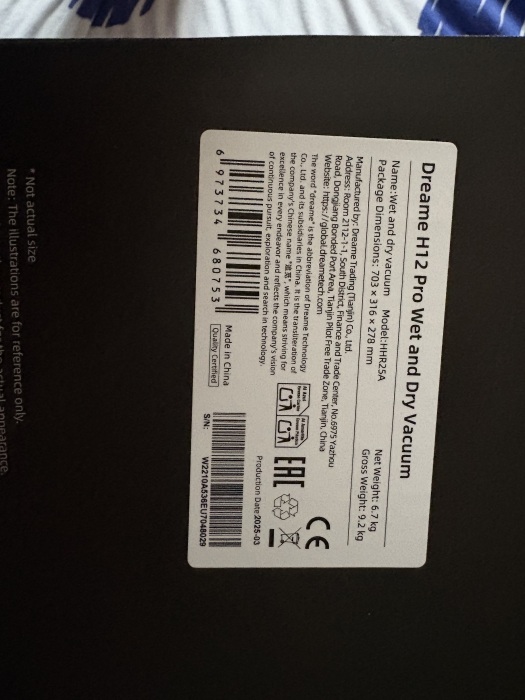 Dreame H12 Pro Wet and Dry Vacuum
Name:Wet and dry vacuum Model:HHR25A Net Weight: 6.7 kg
Package Dimensions: 703 × 316 × 278 mm Gross Weight: 9.2 kg
Manufactured by: Dreame Trading (Tianjin) Co., Ltd.
Address: Room 2112-1-1, South District, Finance and Trade Center, No.6975 Yazhou
Road, Dongjiang Bonded Port Area, Tianjin Pilot Free Trade Zone, Tianjin, China
Website: https://global.dreametech.com
The word "dreame" is the abbreviation of Dreame Technology
Co., Ltd. and its subsidiaries in China. It is the transliteration of
the company's Chinese name "追觅", which means striving for
excellence in every endeavor and reflects the company's vision
of continuous pursuit, exploration and search in technology.
CE
EAC
Production Date:2025-03
6 973734 680753
Made in China
Quality Certified
S/N: W2210A536EU7048029
* Not actual size
Note: The illustrations are for reference only.
the actual appearance.